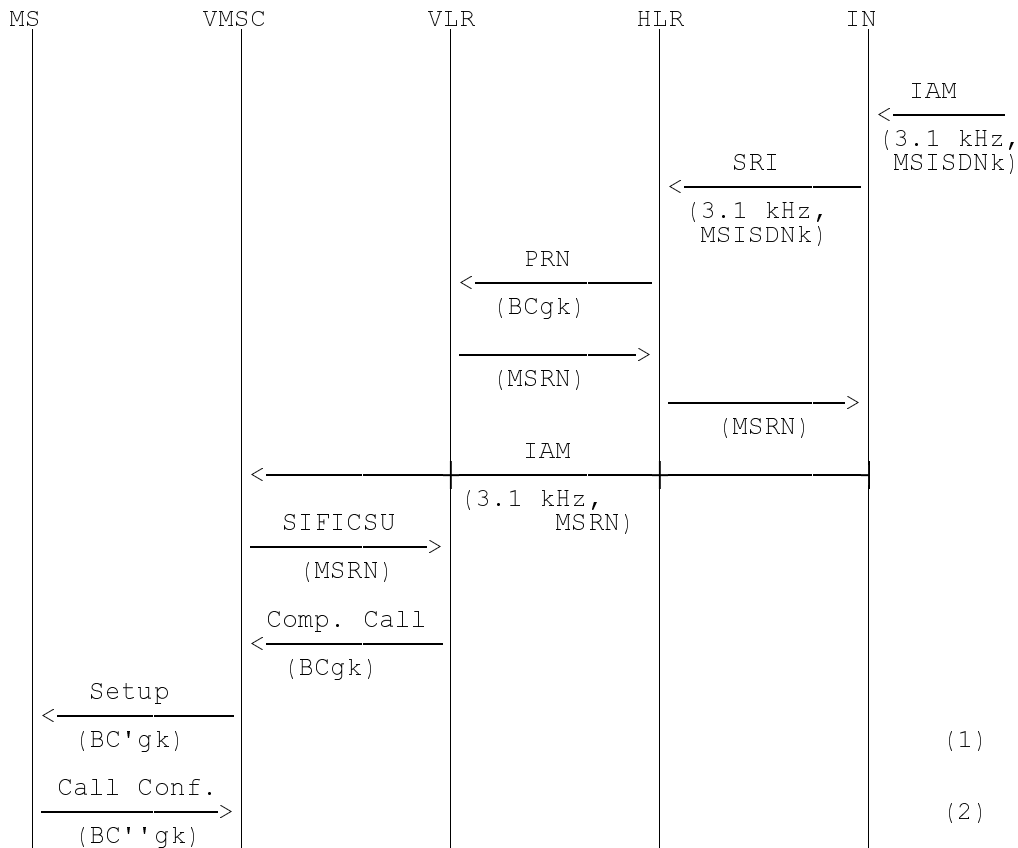 MS VMSC VLR HLR IN
IAM
(3.1 kHz,
MSISDNk)
SRI
(3.1 kHz,
MSISDNk)
PRN
(BCgk)
(MSRN)
(MSRN)
IAM
(3.1 kHz,
MSRN)
SIFICSU
(MSRN)
Comp. Call
(BCgk)
Setup
(BC'gk) (1)
Call Conf.
(2)
(BC''gk)